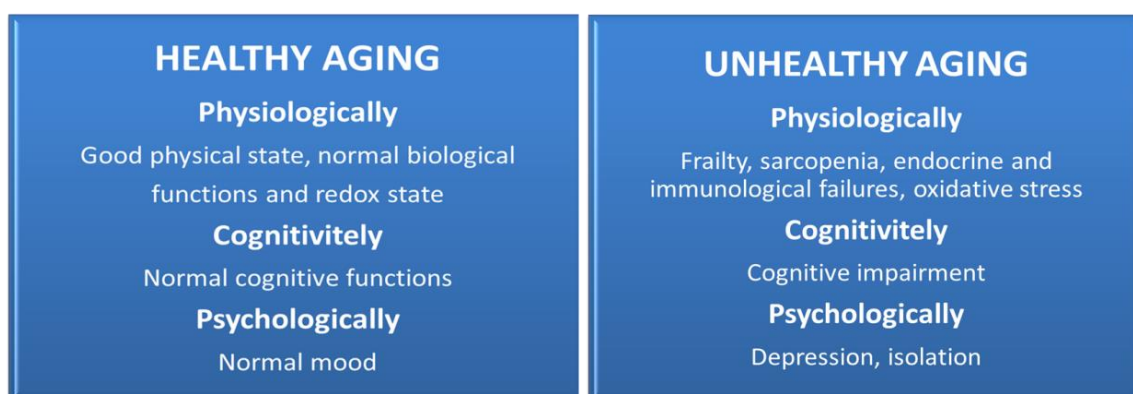 HEALTHY AGING
Physiologically
Good physical state, normal biological
functions and redox state
Cognitivitely
Normal cognitive functions
Psychologically
Normal mood
UNHEALTHY AGING
Physiologically
Frailty, sarcopenia, endocrine and
immunological failures, oxidative stress
Cognitivitely
Cognitive impairment
Psychologically
Depression, isolation